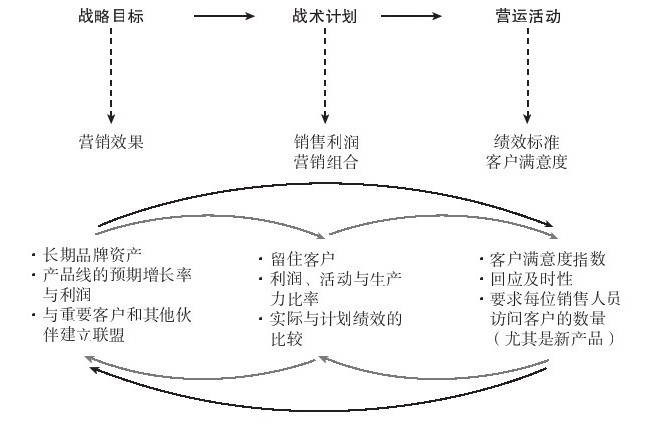 战略目标
战术计划
营运活动
营销效果
销售利润
营销组合
绩效标准
客户满意度
·长期品牌资产
·产品线的预期增长率
与利润
·与重要客户和其他伙
伴建立联盟
·留住客户
·利润、活动与生产
力比率
·实际与计划绩效的
比较
·客户满意度指数
·回应及时性
·要求每位销售人员
访问客户的数量
（尤其是新产品）